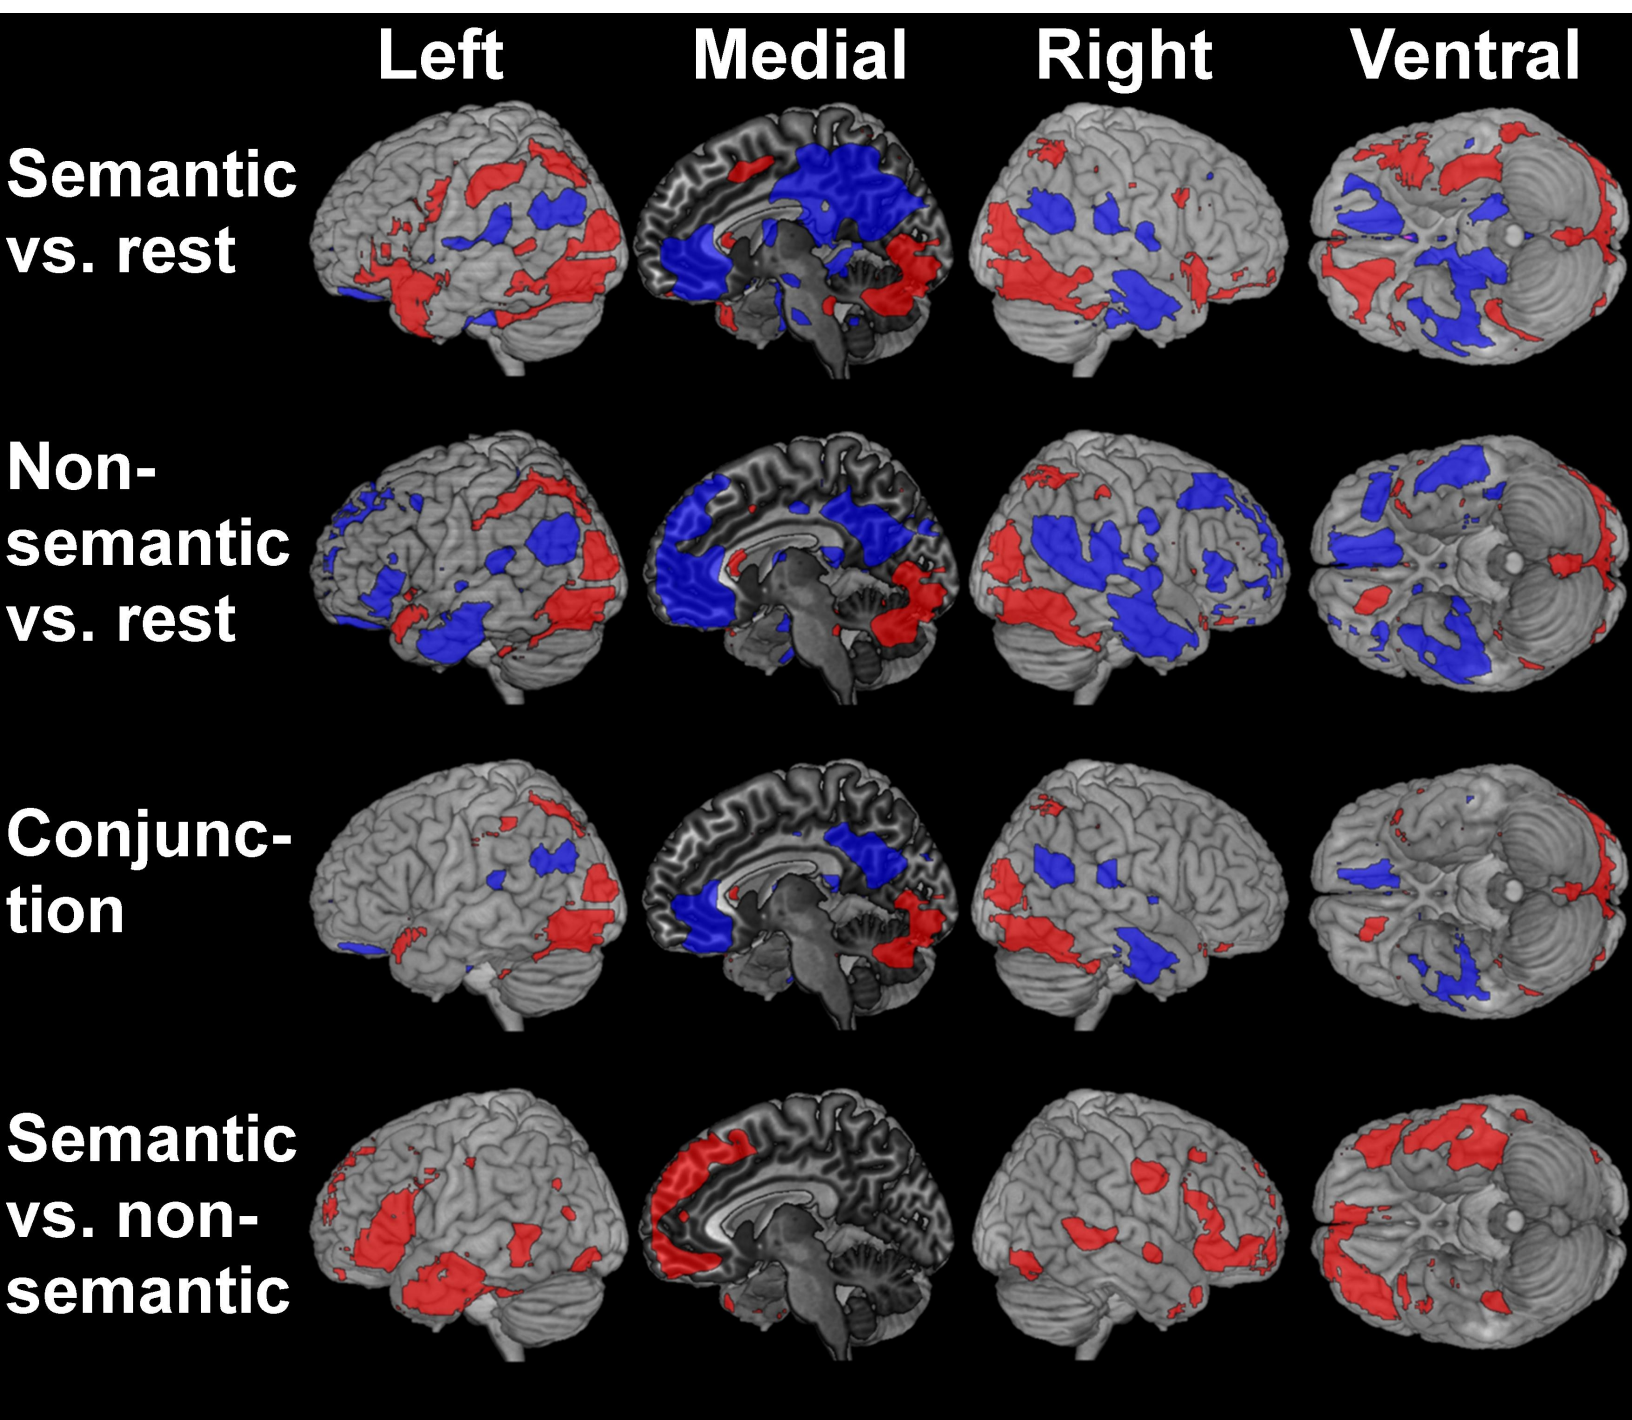 Left Medial Right Ventral
Semantic
vs. rest
Non-
semantic
vs. rest
Conjunc-
tion
Semantic
vs. non-
semantic